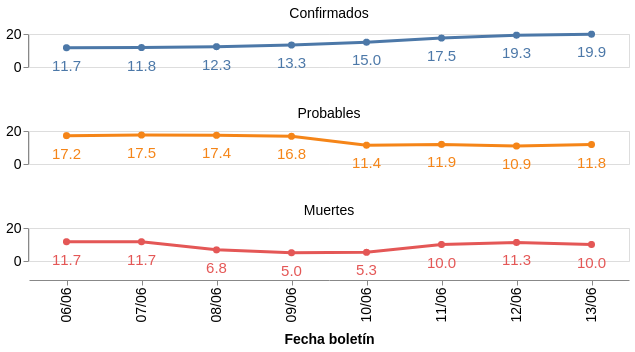 Confirmados
20
0
11.7 11.8 12.3 13.3 15.0 17.5 19.3 19.9
Probables
20
0
17.2 17.5 17.4 16.8 11.4 11.9 10.9 11.8
Muertes
20
0
11.7 11.7 6.8 5.0 5.3 10.0 11.3 10.0
06/06 07/06 08/06 09/06 10/06 11/06 12/06 13/06
Fecha boletín